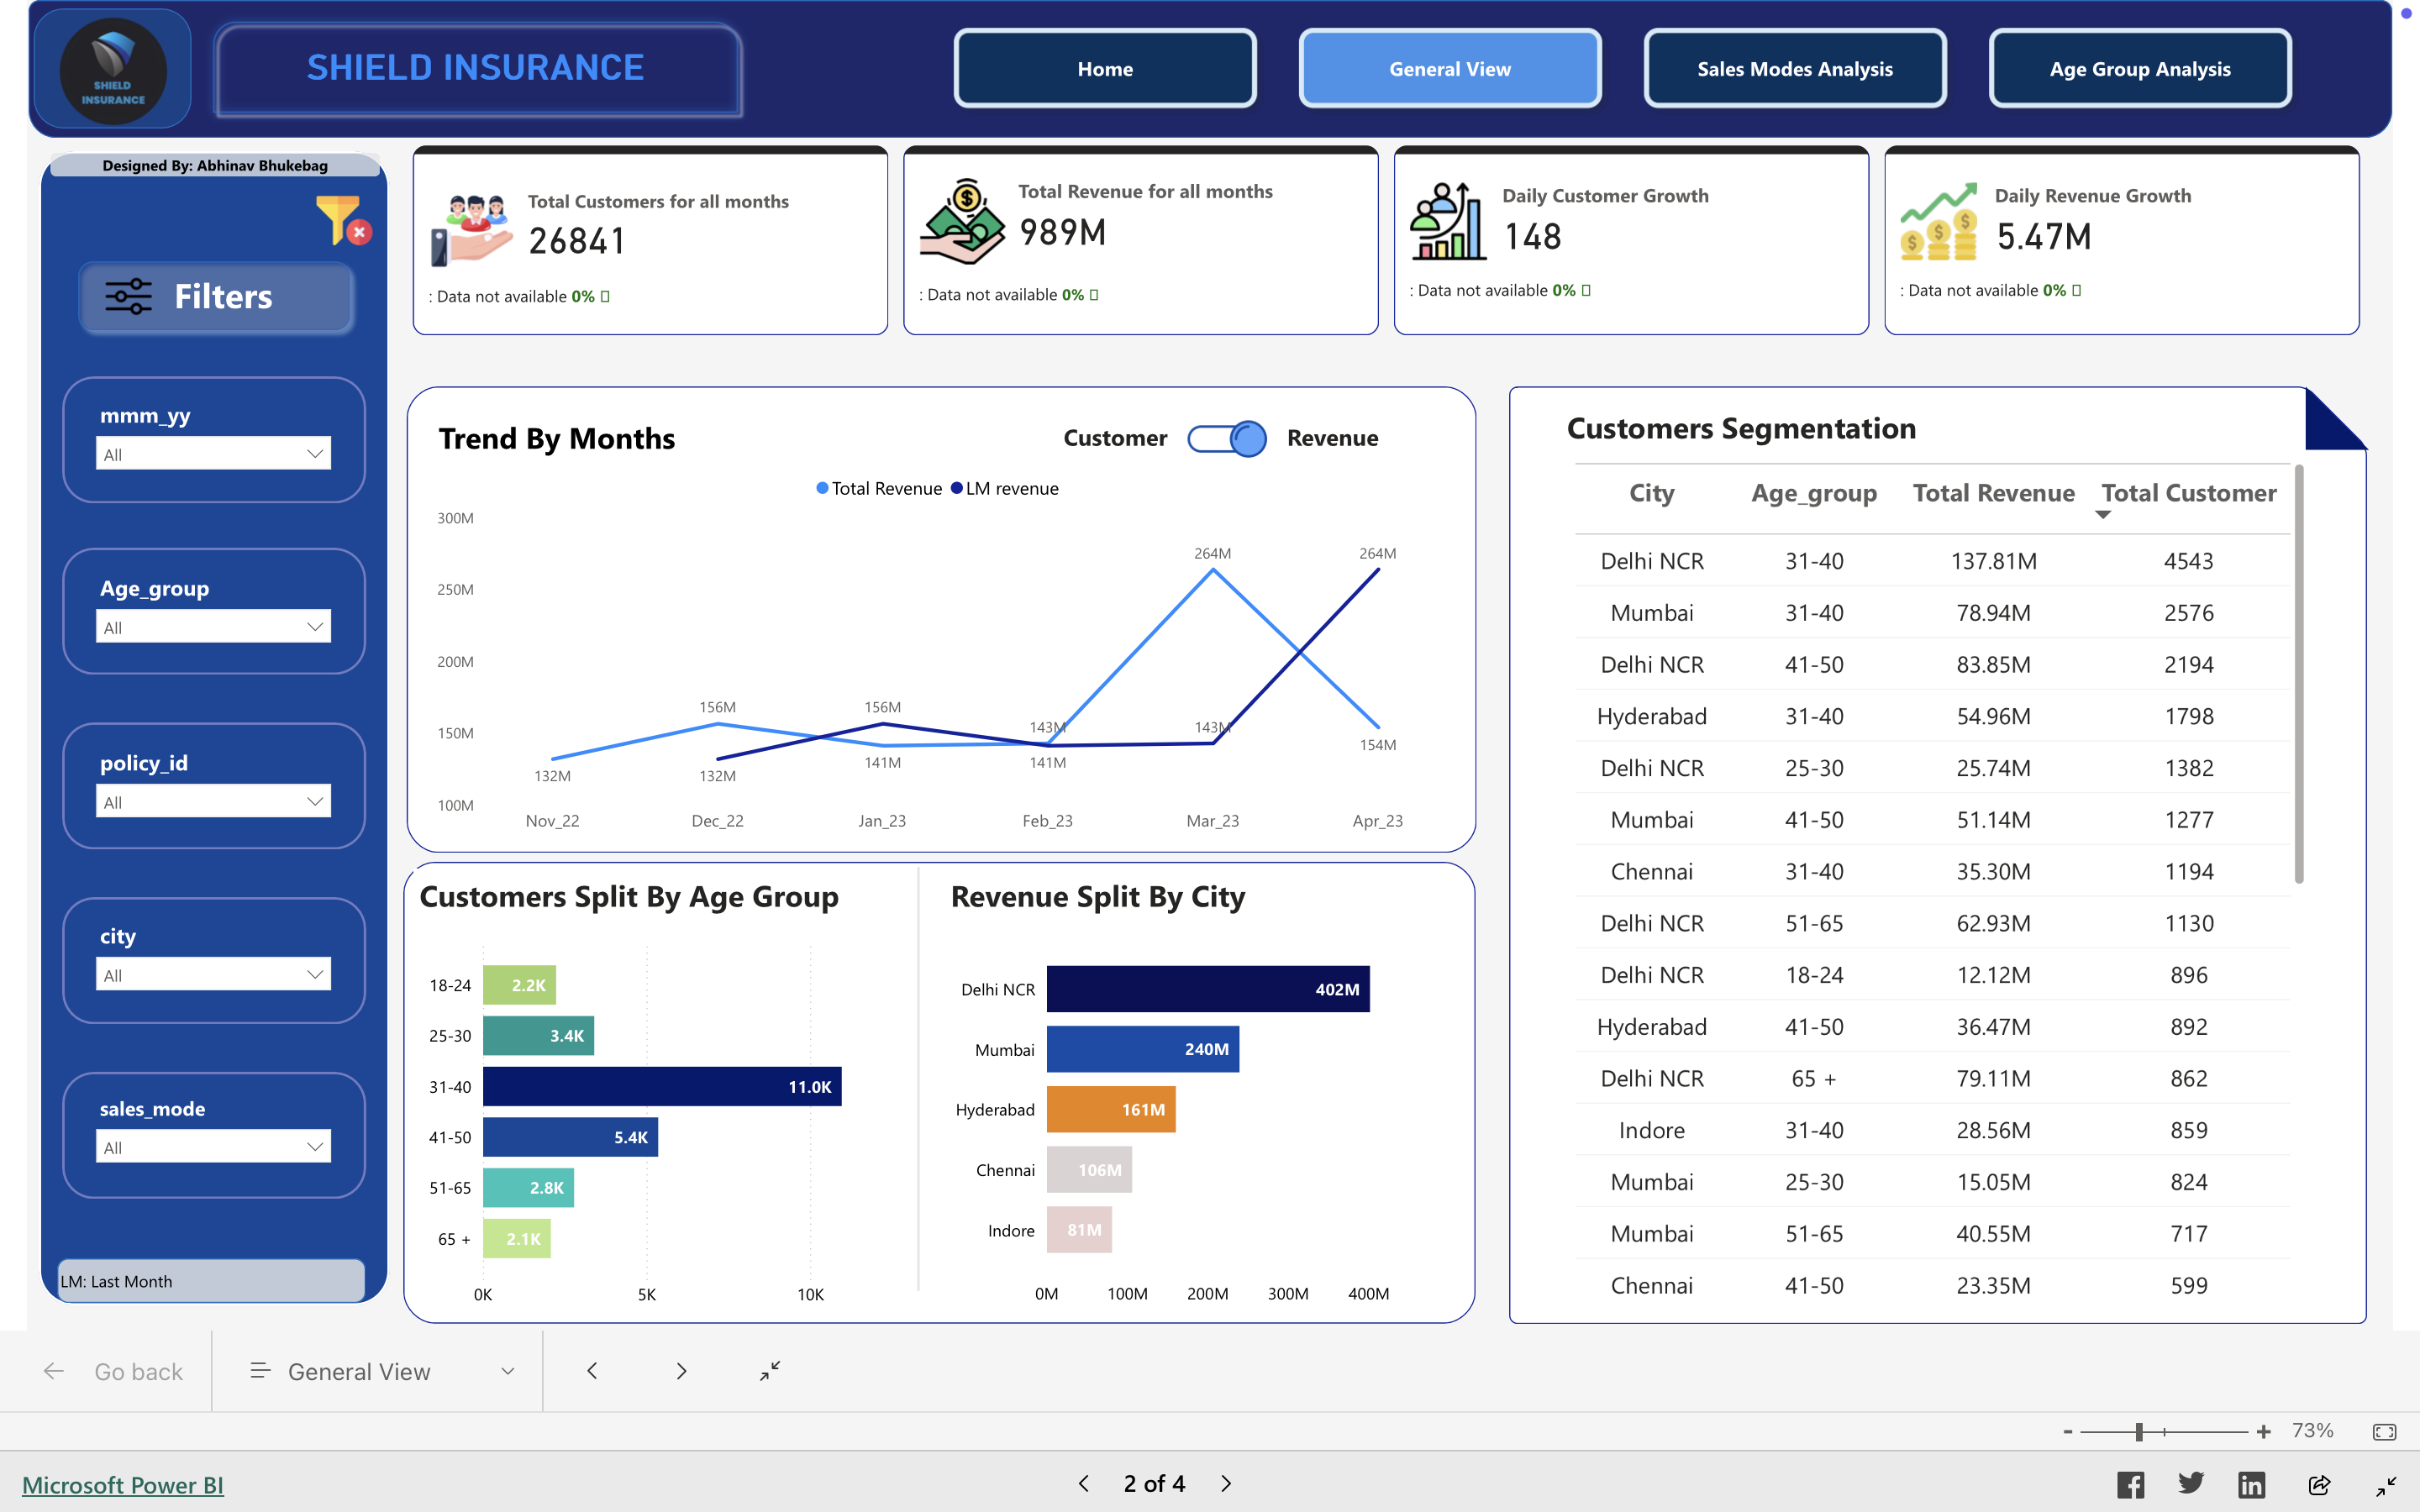 SHIELD
INSURANCE
SHIELD INSURANCE
Home
General View
Sales Modes Analysis
Age Group Analysis
Designed By: Abhinav Bhukebag
Filters
mmm_yy
All
Age_group
All
policy_id
All
city
All
sales_mode
All
LM: Last Month
Total Customers for all months
26841
: Data not available 0%
Total Revenue for all months
989M
: Data not available 0%
Daily Customer Growth
148
: Data not available 0%
Daily Revenue Growth
5.47M
: Data not available 0%
Trend By Months
Customer Revenue
Total Revenue LM revenue
300M
250M
200M
150M
100M
264M 264M
156M 156M
143M 143M
154M
141M 141M
132M 132M
Nov_22 Dec_22 Jan_23 Feb_23 Mar_23 Apr_23
Customers Split By Age Group
18-24 2.2K
25-30 3.4K
31-40 11.0K
41-50 5.4K
51-65 2.8K
65 + 2.1K
0K 5K 10K
Revenue Split By City
Delhi NCR 402M
Mumbai 240M
Hyderabad 161M
Chennai 106M
Indore 81M
0M 100M 200M 300M 400M
Customers Segmentation
City Age_group Total Revenue Total Customer
Delhi NCR 31-40 137.81M 4543
Mumbai 31-40 78.94M 2576
Delhi NCR 41-50 83.85M 2194
Hyderabad 31-40 54.96M 1798
Delhi NCR 25-30 25.74M 1382
Mumbai 41-50 51.14M 1277
Chennai 31-40 35.30M 1194
Delhi NCR 51-65 62.93M 1130
Delhi NCR 18-24 12.12M 896
Hyderabad 41-50 36.47M 892
Delhi NCR 65 + 79.11M 862
Indore 31-40 28.56M 859
Mumbai 25-30 15.05M 824
Mumbai 51-65 40.55M 717
Chennai 41-50 23.35M 599
Go back
General View
- + 73%
Microsoft Power BI
2 of 4